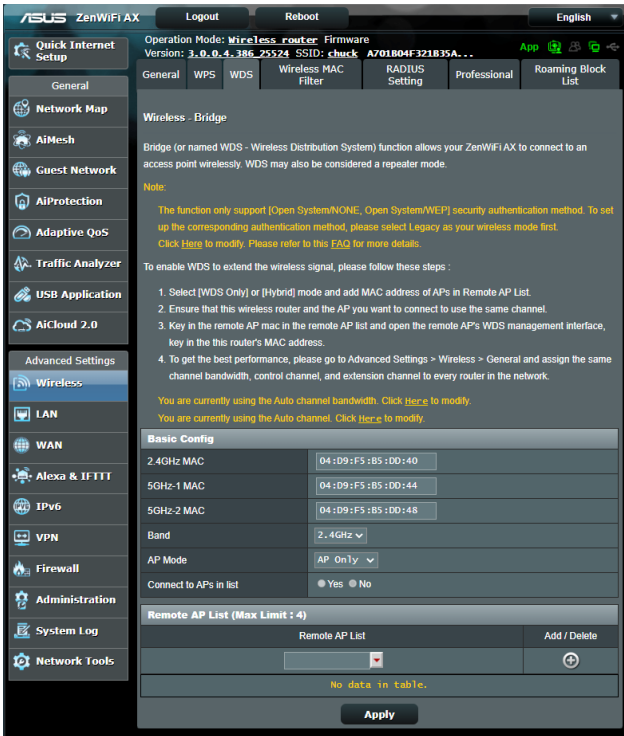 ASUS ZenWiFi AX
Logout
Reboot
English
Quick Internet Setup
General
Network Map
AiMesh
Guest Network
AiProtection
Adaptive QoS
Traffic Analyzer
USB Application
AiCloud 2.0
Advanced Settings
Wireless
LAN
WAN
Alexa & IFTTT
IPv6
VPN
Firewall
Administration
System Log
Network Tools
Operation Mode: Wireless router Firmware
Version: 3.0.0.4.386_25524 SSID: chuck A701B04F321B35A...
App
General
WPS
WDS
Wireless MAC Filter
RADIUS Setting
Professional
Roaming Block List
Wireless - Bridge
Bridge (or named WDS - Wireless Distribution System) function allows your ZenWiFi AX to connect to an
access point wirelessly. WDS may also be considered a repeater mode.
Note:
The function only support [Open System/NONE, Open System/WEP] security authentication method. To set
up the corresponding authentication method, please select Legacy as your wireless mode first.
Click Here to modify. Please refer to this FAQ for more details.
To enable WDS to extend the wireless signal, please follow these steps :
1. Select [WDS Only] or [Hybrid] mode and add MAC address of APs in Remote AP List.
2. Ensure that this wireless router and the AP you want to connect to use the same channel.
3. Key in the remote AP mac in the remote AP list and open the remote AP's WDS management interface,
key in the this router's MAC address.
4. To get the best performance, please go to Advanced Settings > Wireless > General and assign the same
channel bandwidth, control channel, and extension channel to every router in the network.
You are currently using the Auto channel bandwidth. Click Here to modify.
You are currently using the Auto channel. Click Here to modify.
Basic Config
2.4GHz MAC 04:D9:F5:B5:DD:40
5GHz-1 MAC 04:D9:F5:B5:DD:44
5GHz-2 MAC 04:D9:F5:B5:DD:48
Band 2.4GHz
AP Mode AP Only
Connect to APs in list Yes No
Remote AP List (Max Limit : 4)
Remote AP List Add / Delete
No data in table.
Apply